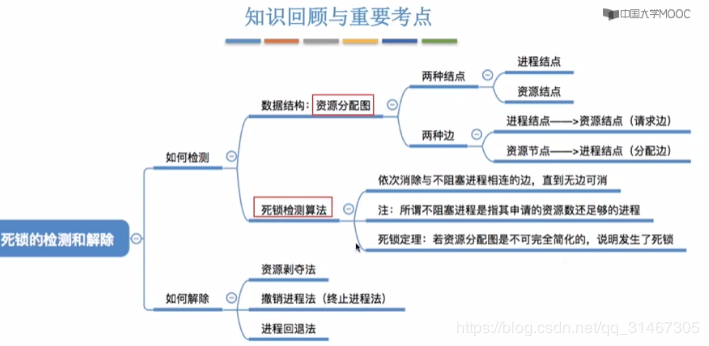 知识回顾与重要考点
中国大学MOOC
死锁的检测和解除
如何检测
数据结构：资源分配图
两种结点
进程结点
资源结点
两种边
进程结点——>资源结点（请求边）
资源节点——>进程结点（分配边）
死锁检测算法
依次消除与不阻塞进程相连的边，直到无边可消
注：所谓不阻塞进程是指其申请的资源数还足够的进程
死锁定理：若资源分配图是不可完全简化的，说明发生了死锁
如何解除
资源剥夺法
撤销进程法（终止进程法）
进程回退法
https://blog.csdn.net/qq_31467305